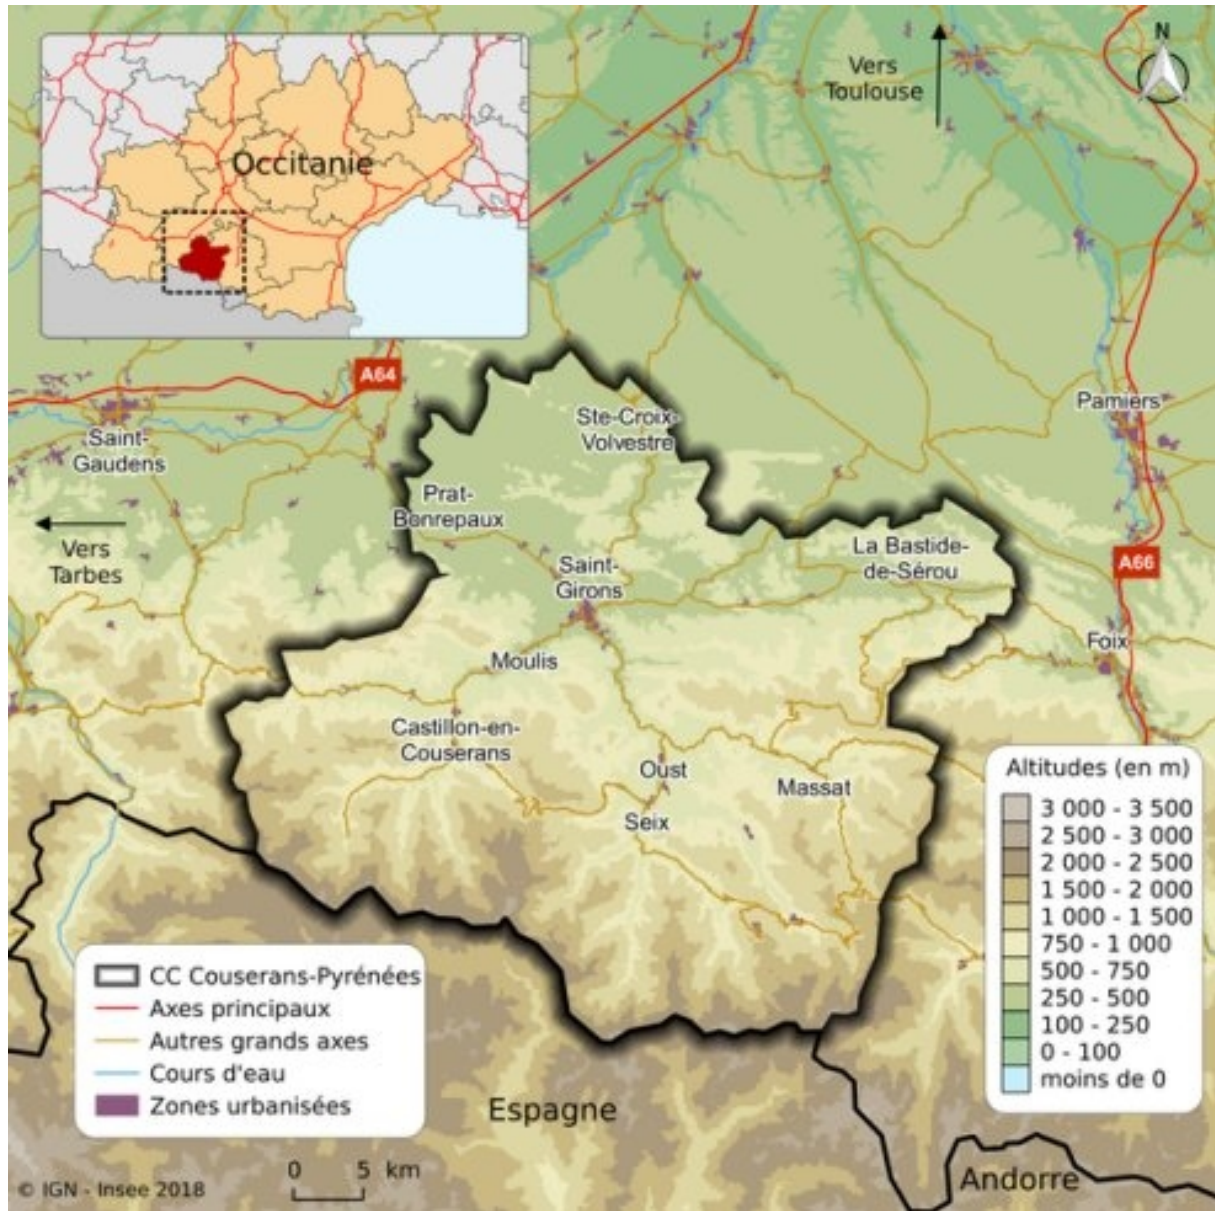 N
Vers
Toulouse
Occitanie
A64
Saint-
Gaudens
Ste-Croix-
Volvestre
Pamiers
Prat-
Bonrepaux
Vers
Tarbes
Saint-
Girons
La Bastide-
de-Sérou
A66
Foix
Moulis
Castillon-en-
Couserans
Oust
Massat
Seix
Altitudes (en m)
3 000 - 3 500
2 500 - 3 000
2 000 - 2 500
1 500 - 2 000
1 000 - 1 500
750 - 1 000
500 - 750
250 - 500
100 - 250
0 - 100
moins de 0
CC Couserans-Pyrénées
Axes principaux
Autres grands axes
Cours d'eau
Zones urbanisées
Espagne
Andorre
0 5 km
© IGN - Insee 2018